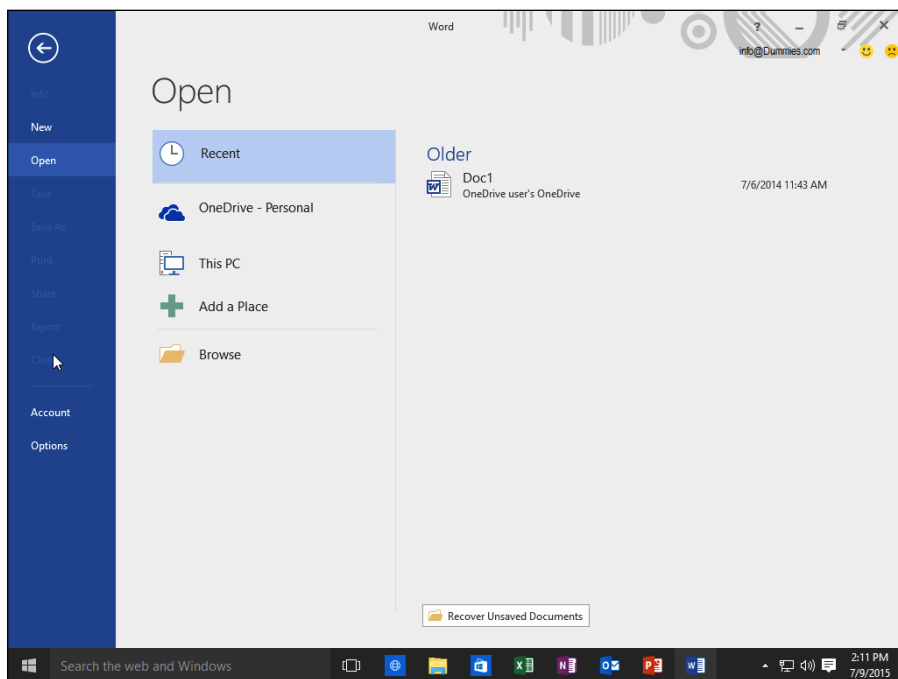 Word
?
info@Dummies.com
Info
New
Open
Save
Save As
Print
Share
Export
Clos
Account
Options
Open
Recent
OneDrive - Personal
This PC
Add a Place
Browse
Older
Doc1
OneDrive user's OneDrive
7/6/2014 11:43 AM
Recover Unsaved Documents
Search the web and Windows
2:11 PM
7/9/2015